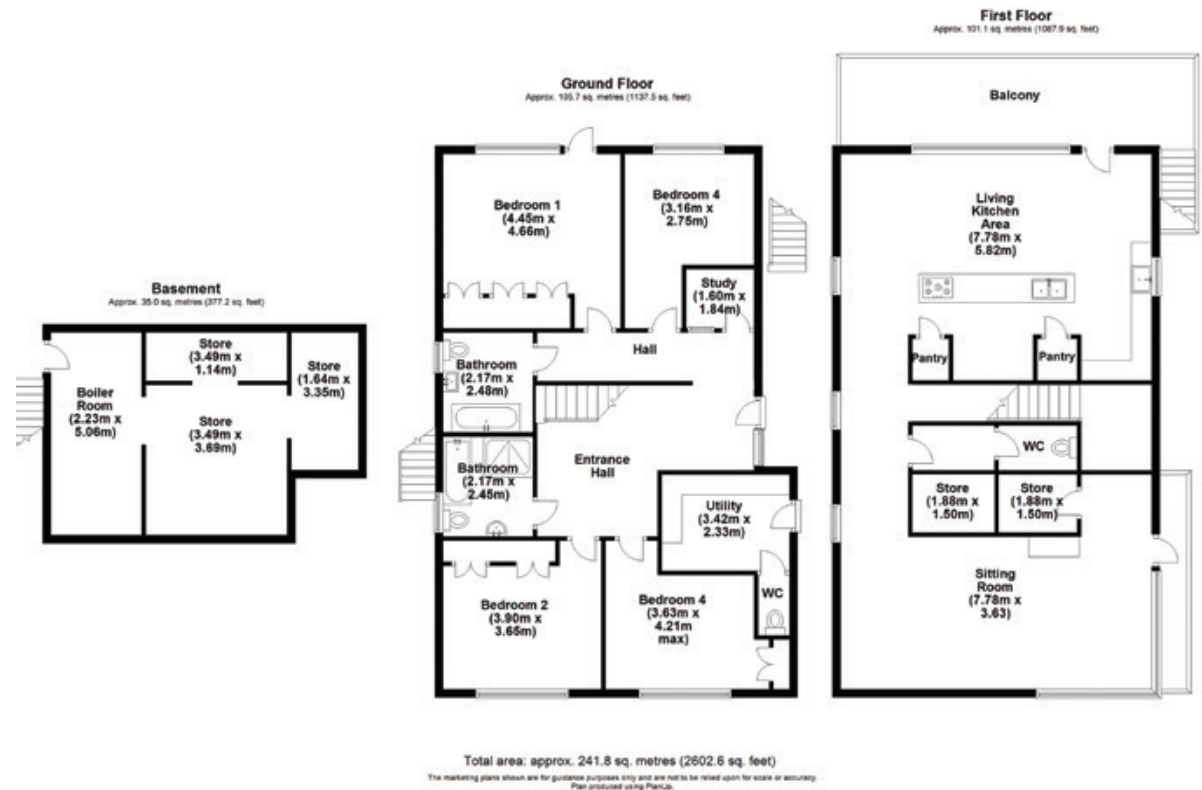 First Floor
Approx. 101.1 sq. metres (1087.9 sq. feet)
Balcony
Living
Kitchen
Area
(7.78m x
5.82m)
Pantry
Pantry
WC
Store
(1.88m x
1.50m)
Store
(1.88m x
1.50m)
Sitting
Room
(7.78m x
3.63)
Ground Floor
Approx. 105.7 sq. metres (1137.5 sq. feet)
Bedroom 1
(4.45m x
4.66m)
Bedroom 4
(3.16m x
2.75m)
Study
(1.60m x
1.84m)
Hall
Bathroom
(2.17m x
2.48m)
Bathroom
(2.17m x
2.45m)
Entrance
Hall
Utility
(3.42m x
2.33m)
WC
Bedroom 2
(3.90m x
3.65m)
Bedroom 4
(3.63m x
4.21m
max)
Basement
Approx. 35.0 sq. metres (377.2 sq. feet)
Store
(3.49m x
1.14m)
Store
(1.64m x
3.35m)
Boiler
Room
(2.23m x
5.06m)
Store
(3.49m x
3.69m)
Total area: approx. 241.8 sq. metres (2602.6 sq. feet)
The marketing plans shown are for guidance purposes only and are not to be relied upon for scale or accuracy.
Plan produced using PlanUp.